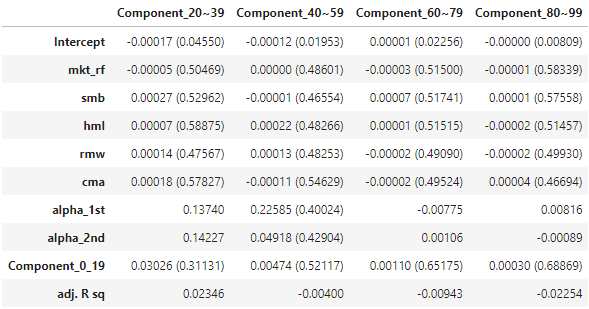 Component_20~39 Component_40~59 Component_60~79 Component_80~99
Intercept -0.00017 (0.04550) -0.00012 (0.01953) 0.00001 (0.02256) -0.00000 (0.00809)
mkt_rf -0.00005 (0.50469) 0.00000 (0.48601) -0.00003 (0.51500) -0.00001 (0.58339)
smb 0.00027 (0.52962) -0.00001 (0.46554) 0.00007 (0.51741) 0.00001 (0.57558)
hml 0.00007 (0.58875) 0.00022 (0.48266) 0.00001 (0.51515) -0.00002 (0.51457)
rmw 0.00014 (0.47567) 0.00013 (0.48253) -0.00002 (0.49090) -0.00002 (0.49930)
cma 0.00018 (0.57827) -0.00011 (0.54629) -0.00002 (0.49524) 0.00004 (0.46694)
alpha_1st 0.13740 0.22585 (0.40024) -0.00775 0.00816
alpha_2nd 0.14227 0.04918 (0.42904) 0.00106 -0.00089
Component_0_19 0.03026 (0.31131) 0.00474 (0.52117) 0.00110 (0.65175) 0.00030 (0.68869)
adj. R sq 0.02346 -0.00400 -0.00943 -0.02254